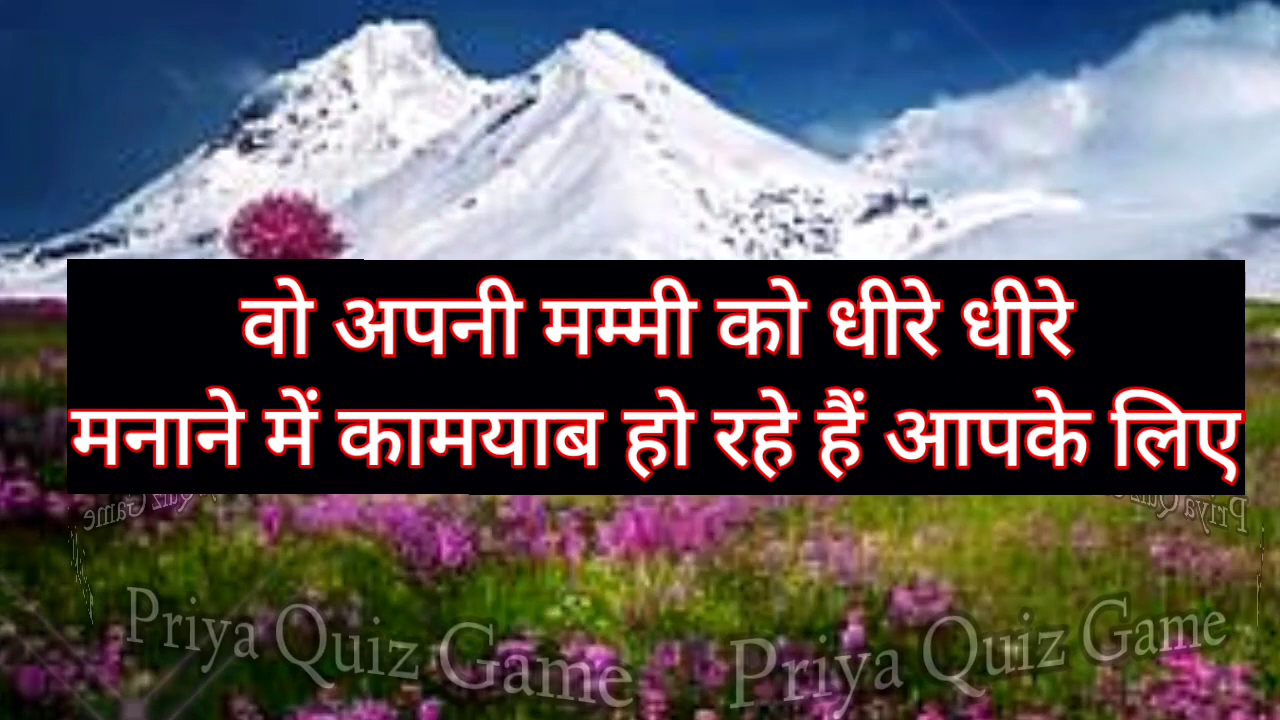 वो अपनी मम्मी को धीरे धीरे
मनाने में कामयाब हो रहे हैं आपके लिए
Priya Quiz Game
Priya Quiz Game